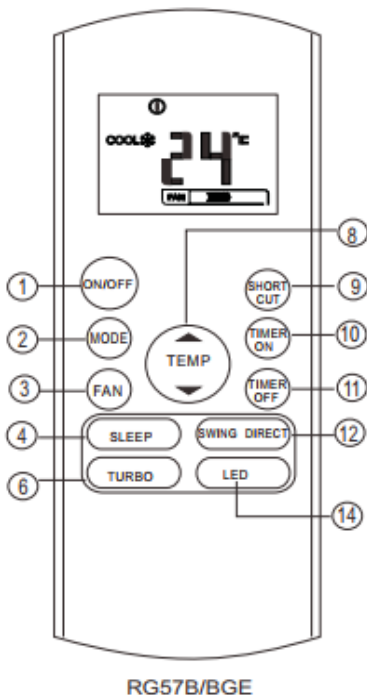 COOL
24°C
FAN
8
1
ON/OFF
SHORT
CUT
9
2
MODE
TEMP
TIMER
ON
10
3
FAN
TIMER
OFF
11
4
SLEEP
SWING DIRECT
12
6
TURBO
LED
14
RG57B/BGE